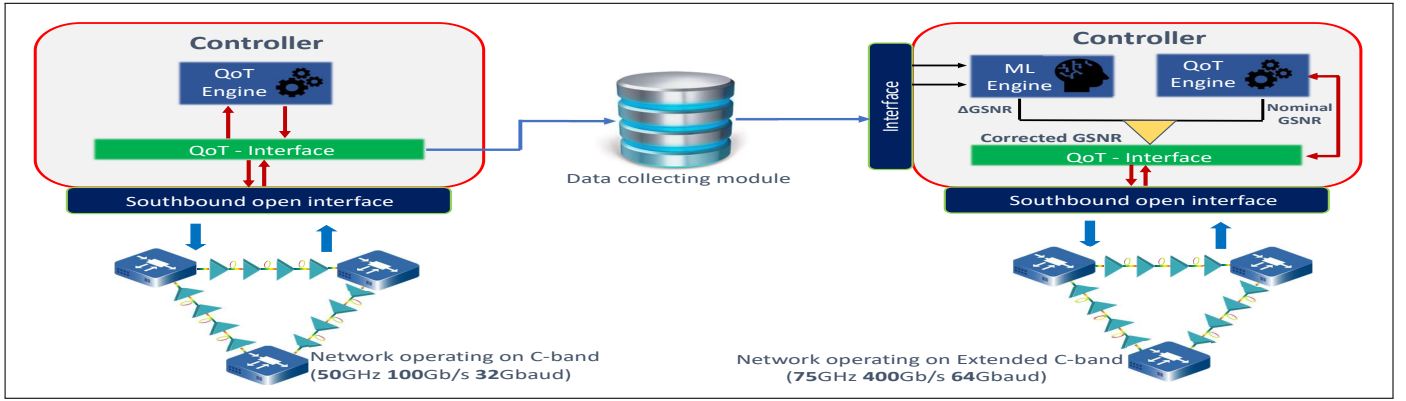 Controller
QoT
Engine
QoT - Interface
Southbound open interface
Network operating on C-band
(50GHz 100Gb/s 32Gbaud)
Data collecting module
Interface
Controller
ML
Engine
QoT
Engine
ΔGSNR
Nominal
GSNR
Corrected GSNR
QoT - Interface
Southbound open interface
Network operating on Extended C-band
(75GHz 400Gb/s 64Gbaud)